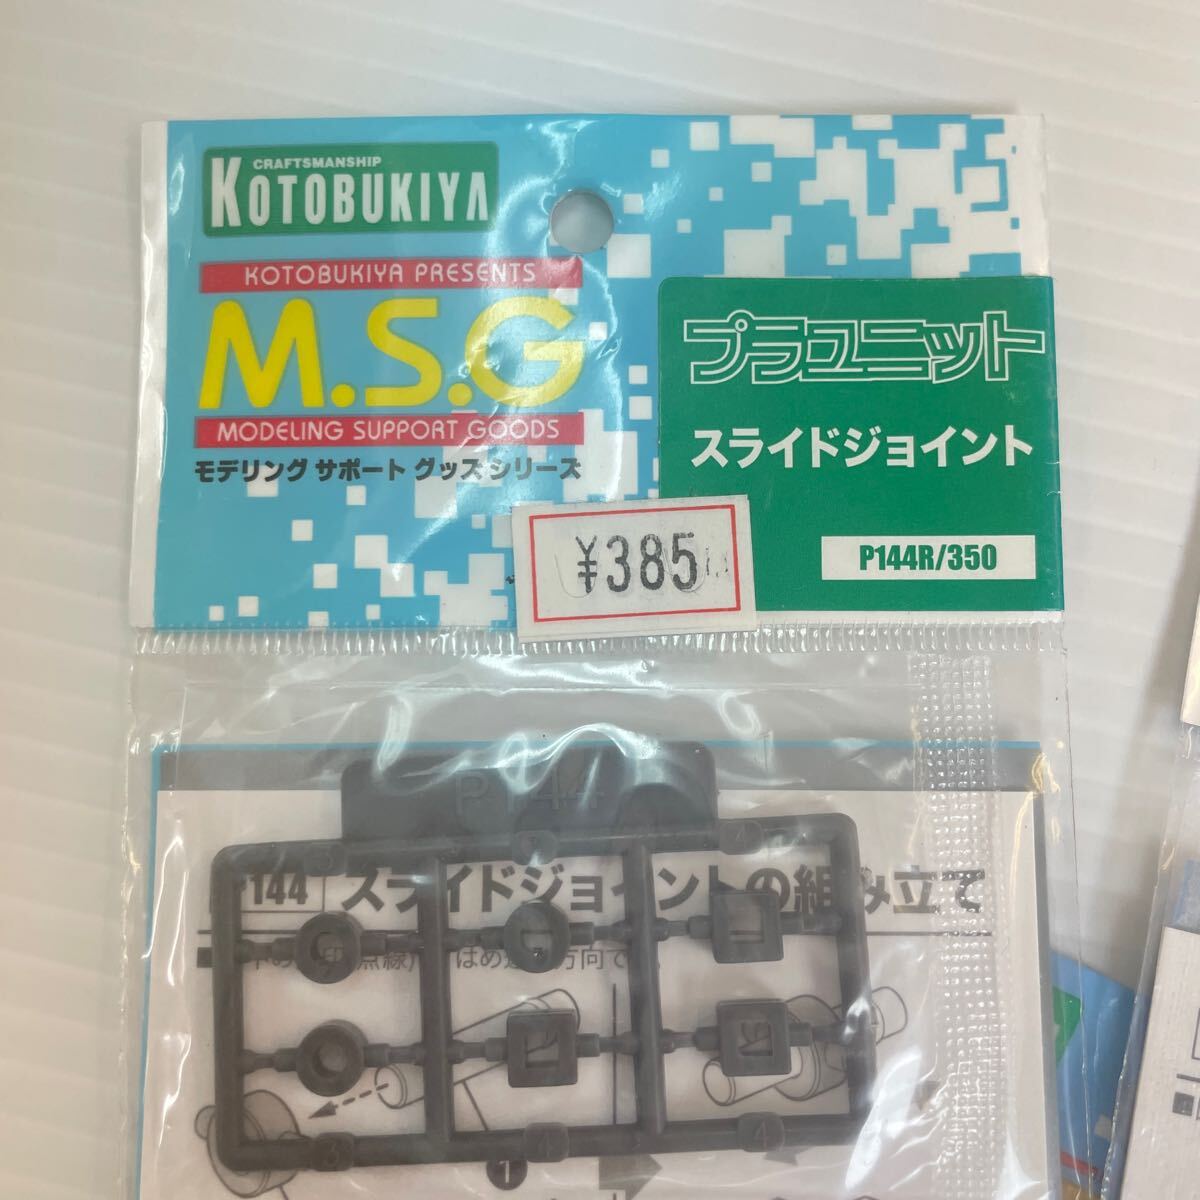 CRAFTSMANSHIP
KOTOBUKIYA
KOTOBUKIYA PRESENTS
M.S.G
MODELING SUPPORT GOODS
モデリング サポート グッズ シリーズ
プラユニット
スライドジョイント
P144R/350
¥385
P144
144 スライドジョイントの組み立て
1